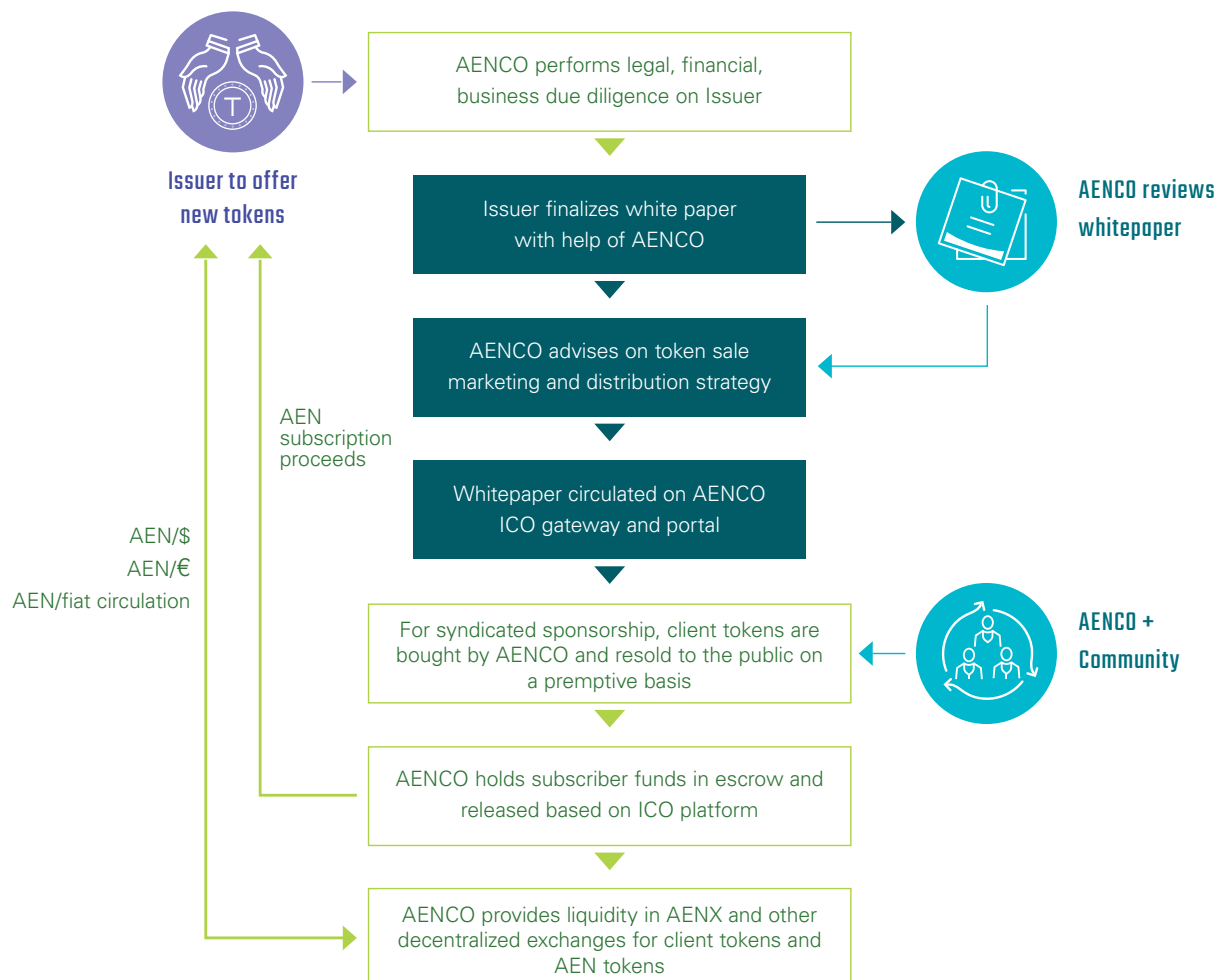 AENCO performs legal, financial,
business due diligence on Issuer
T
Issuer to offer
new tokens
Issuer finalizes white paper
with help of AENCO
AENCO reviews
whitepaper
AENCO advises on token sale
marketing and distribution strategy
AEN
subscription
proceeds
Whitepaper circulated on AENCO
ICO gateway and portal
AEN/$
AEN/€
AEN/fiat circulation
For syndicated sponsorship, client tokens are
bought by AENCO and resold to the public on
a premptive basis
AENCO +
Community
AENCO holds subscriber funds in escrow and
released based on ICO platform
AENCO provides liquidity in AENX and other
decentralized exchanges for client tokens and
AEN tokens